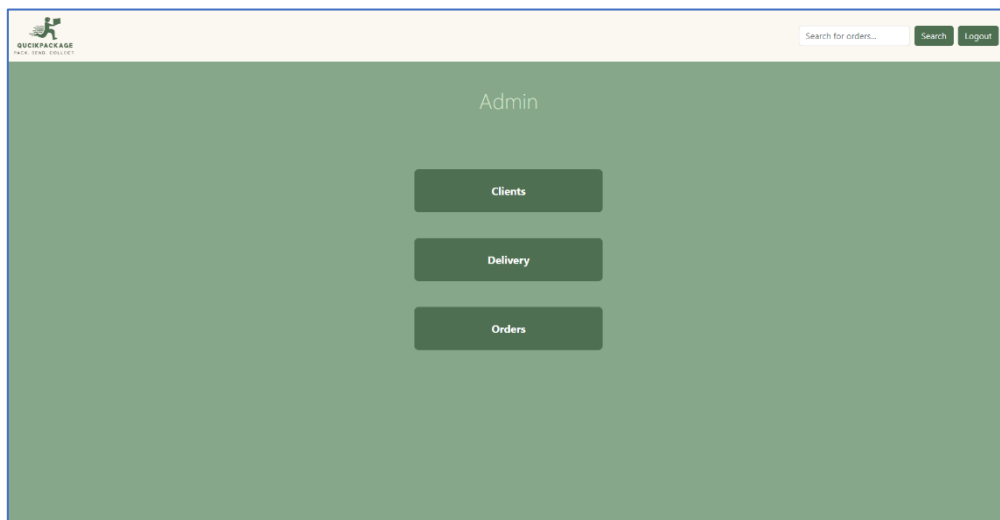 QUCIKPACKAGE
PACK. SEND. COLLECT.
Search for orders...
Search
Logout
Admin
Clients
Delivery
Orders